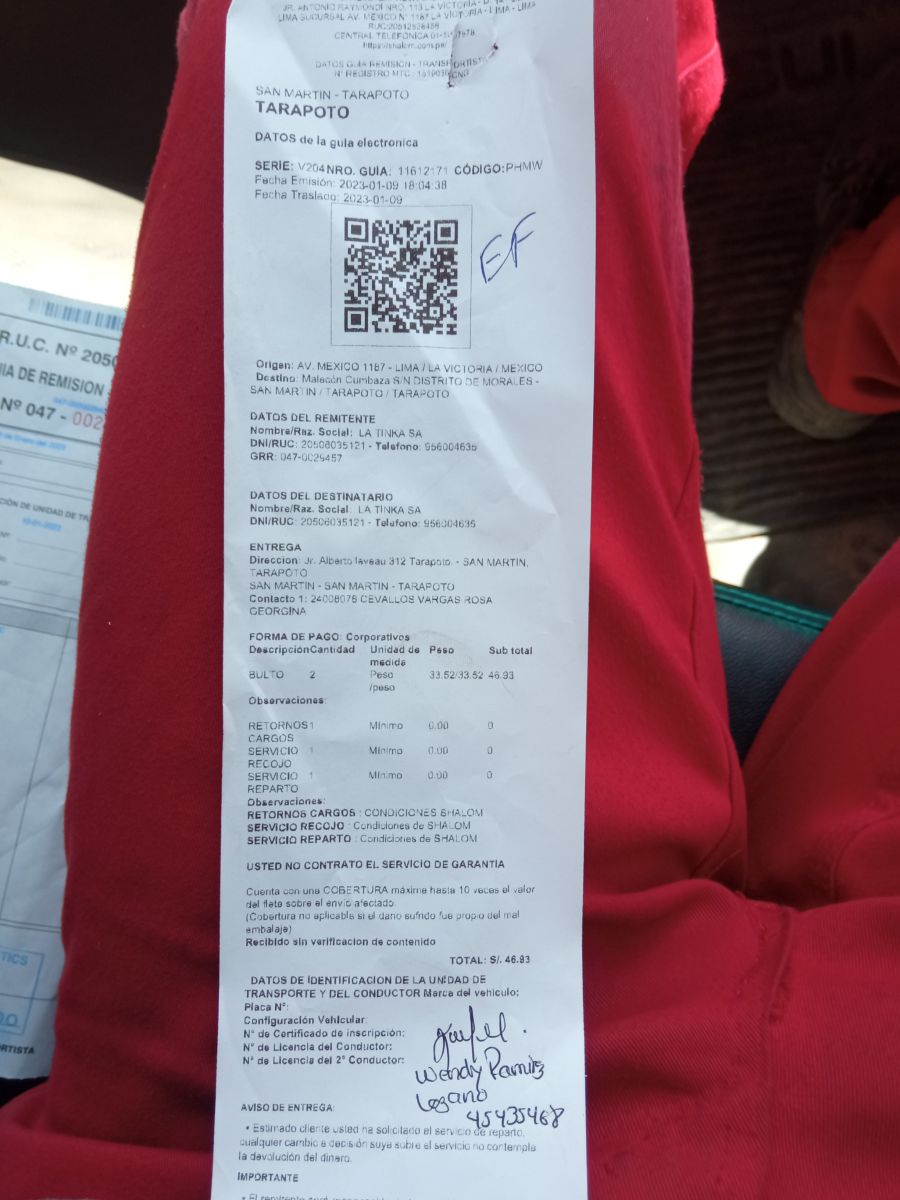 JR. ANTONIO RAYMONDI NRO. 113 LA VICTORIA - LIMA
LIMA SUCURSAL AV. MEXICO N° 1187 LA VICTORIA - LIMA - LIMA
RUC:20512528458
CENTRAL TELEFONICA 01-
https://shalom.com.pe/
DATOS GUIA REMISION - TRANSPORTISTA
N° REGISTRO MTC :
SAN MARTIN - TARAPOTO
TARAPOTO
DATOS de la guia electronica
SERIE: V204 NRO. GUÍA: 11612171 CÓDIGO:PHMW
Fecha Emisión: 2023-01-09 18:04:38
Fecha Traslado: 2023-01-09
EF
Origen: AV. MEXICO 1187 - LIMA / LA VICTORIA / MEXICO
Destino: Malecón Cumbaza S/N DISTRITO DE MORALES -
SAN MARTIN / TARAPOTO / TARAPOTO
DATOS DEL REMITENTE
Nombre/Raz. Social: LA TINKA SA
DNI/RUC: 20506035121 - Telefono: 956004635
GRR: 047-0029457
DATOS DEL DESTINATARIO
Nombre/Raz. Social: LA TINKA SA
DNI/RUC: 20506035121 - Telefono: 956004635
ENTREGA
Direccion: Jr. Alberto laveau 312 Tarapoto. - SAN MARTIN,
TARAPOTO
SAN MARTIN - SAN MARTIN - TARAPOTO
Contacto 1: 24008076 CEVALLOS VARGAS ROSA
GEORGINA
FORMA DE PAGO: Corporativos
Descripción Cantidad Unidad de Peso Sub total
medida
BULTO 2 Peso 33.52/33.52 46.93
/peso
Observaciones:
RETORNOS 1 Mínimo 0.00 0
CARGOS
SERVICIO 1 Mínimo 0.00 0
RECOJO
SERVICIO 1 Mínimo 0.00 0
REPARTO
Observaciones:
RETORNOS CARGOS : CONDICIONES SHALOM
SERVICIO RECOJO : Condiciones de SHALOM
SERVICIO REPARTO : Condiciones de SHALOM
USTED NO CONTRATO EL SERVICIO DE GARANTIA
Cuenta con una COBERTURA máxima hasta 10 veces el valor
del flete sobre el envio afectado.
(Cobertura no aplicable si el dano sufrido fue propio del mal
embalaje)
Recibido sin verificacion de contenido
TOTAL: S/. 46.93
DATOS DE IDENTIFICACION DE LA UNIDAD DE
TRANSPORTE Y DEL CONDUCTOR Marca del vehiculo:
Placa N°:
Configuración Vehicular:
N° de Certificado de inscripción:
N° de Licencia del Conductor:
N° de Licencia del 2° Conductor:
Wendy Ramirez
Lozano
45435468
AVISO DE ENTREGA:
• Estimado cliente usted ha solicitado el servicio de reparto,
cualquier cambio a decisión suya sobre el servicio no contempla
la devolución del dinero.
IMPORTANTE
R.U.C. Nº 2050
IA DE REMISION
Nº 047 - 002
CIÓN DE UNIDAD DE TR
10-01-2023
TICS
ORTISTA